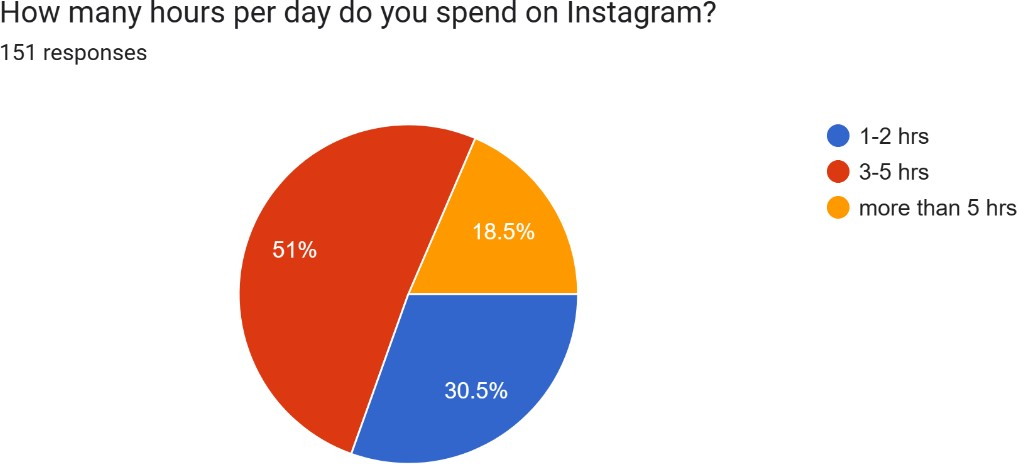 How many hours per day do you spend on Instagram?
151 responses
1-2 hrs
3-5 hrs
more than 5 hrs
18.5%
51%
30.5%